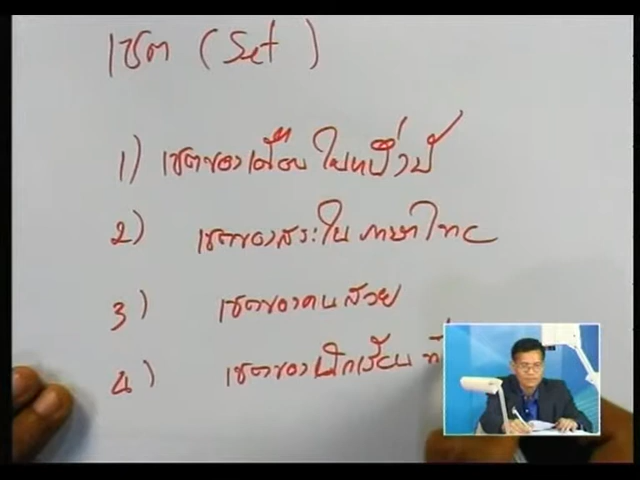 เซต (Set)
1) เซตของเดือนในหนึ่งปี
2) เซตของสระในภาษาไทย
3) เซตของคนสวย
4) เซตของนักเรียนที่